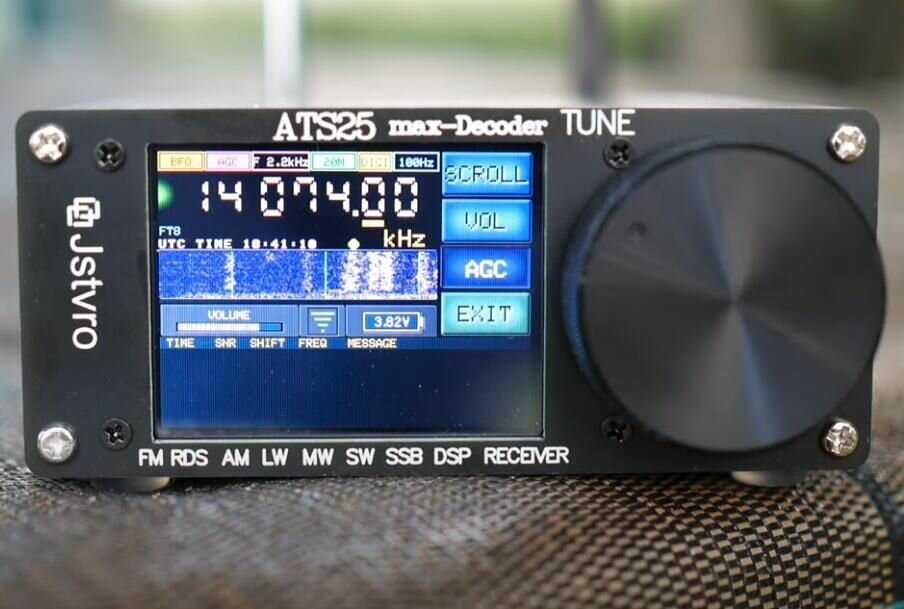 ATS25 max-Decoder TUNE
BFO AGC F 2.2kHz 20M DIGI 100Hz
SCROLL
14 074.00
VOL
FT8
UTC TIME 18:41:18 kHz
AGC
EXIT
VOLUME
3.82V
TIME SNR SHIFT FREQ MESSAGE
Jstvro
FM RDS AM LW MW SW SSB DSP RECEIVER